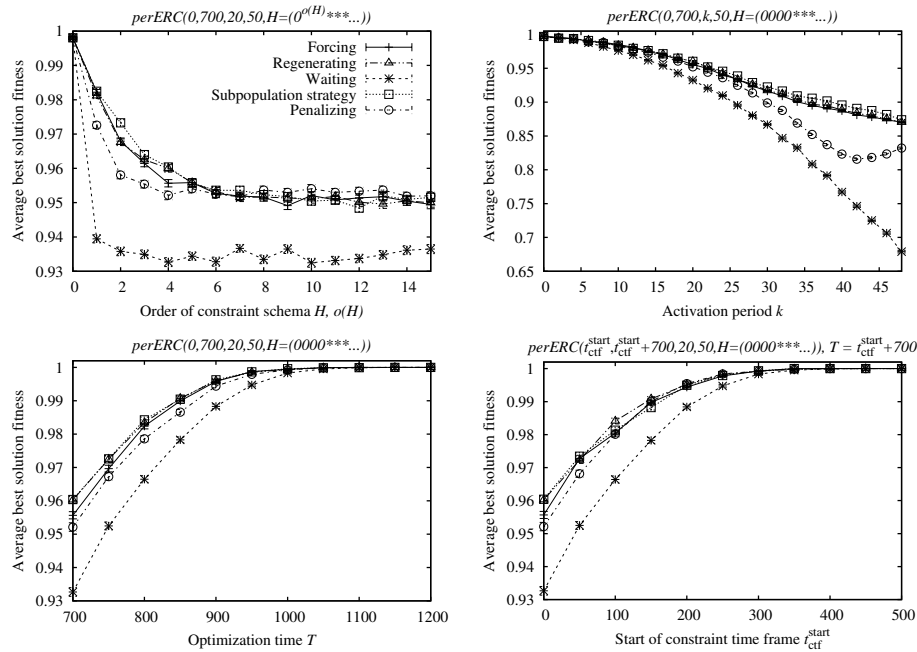 perERC(0,700,20,50,H=(0^o(H)***...))
Average best solution fitness
1
0.99
0.98
0.97
0.96
0.95
0.94
0.93
Forcing
Regenerating
Waiting
Subpopulation strategy
Penalizing
0 2 4 6 8 10 12 14
Order of constraint schema H, o(H)
perERC(0,700,k,50,H=(0000***...))
Average best solution fitness
1
0.95
0.9
0.85
0.8
0.75
0.7
0.65
0 5 10 15 20 25 30 35 40 45
Activation period k
perERC(0,700,20,50,H=(0000***...))
Average best solution fitness
1
0.99
0.98
0.97
0.96
0.95
0.94
0.93
700 800 900 1000 1100 1200
Optimization time T
perERC(t_ctf^start,t_ctf^start+700,20,50,H=(0000***...)), T = t_ctf^start+700
Average best solution fitness
1
0.99
0.98
0.97
0.96
0.95
0.94
0.93
0 100 200 300 400 500
Start of constraint time frame t_ctf^start